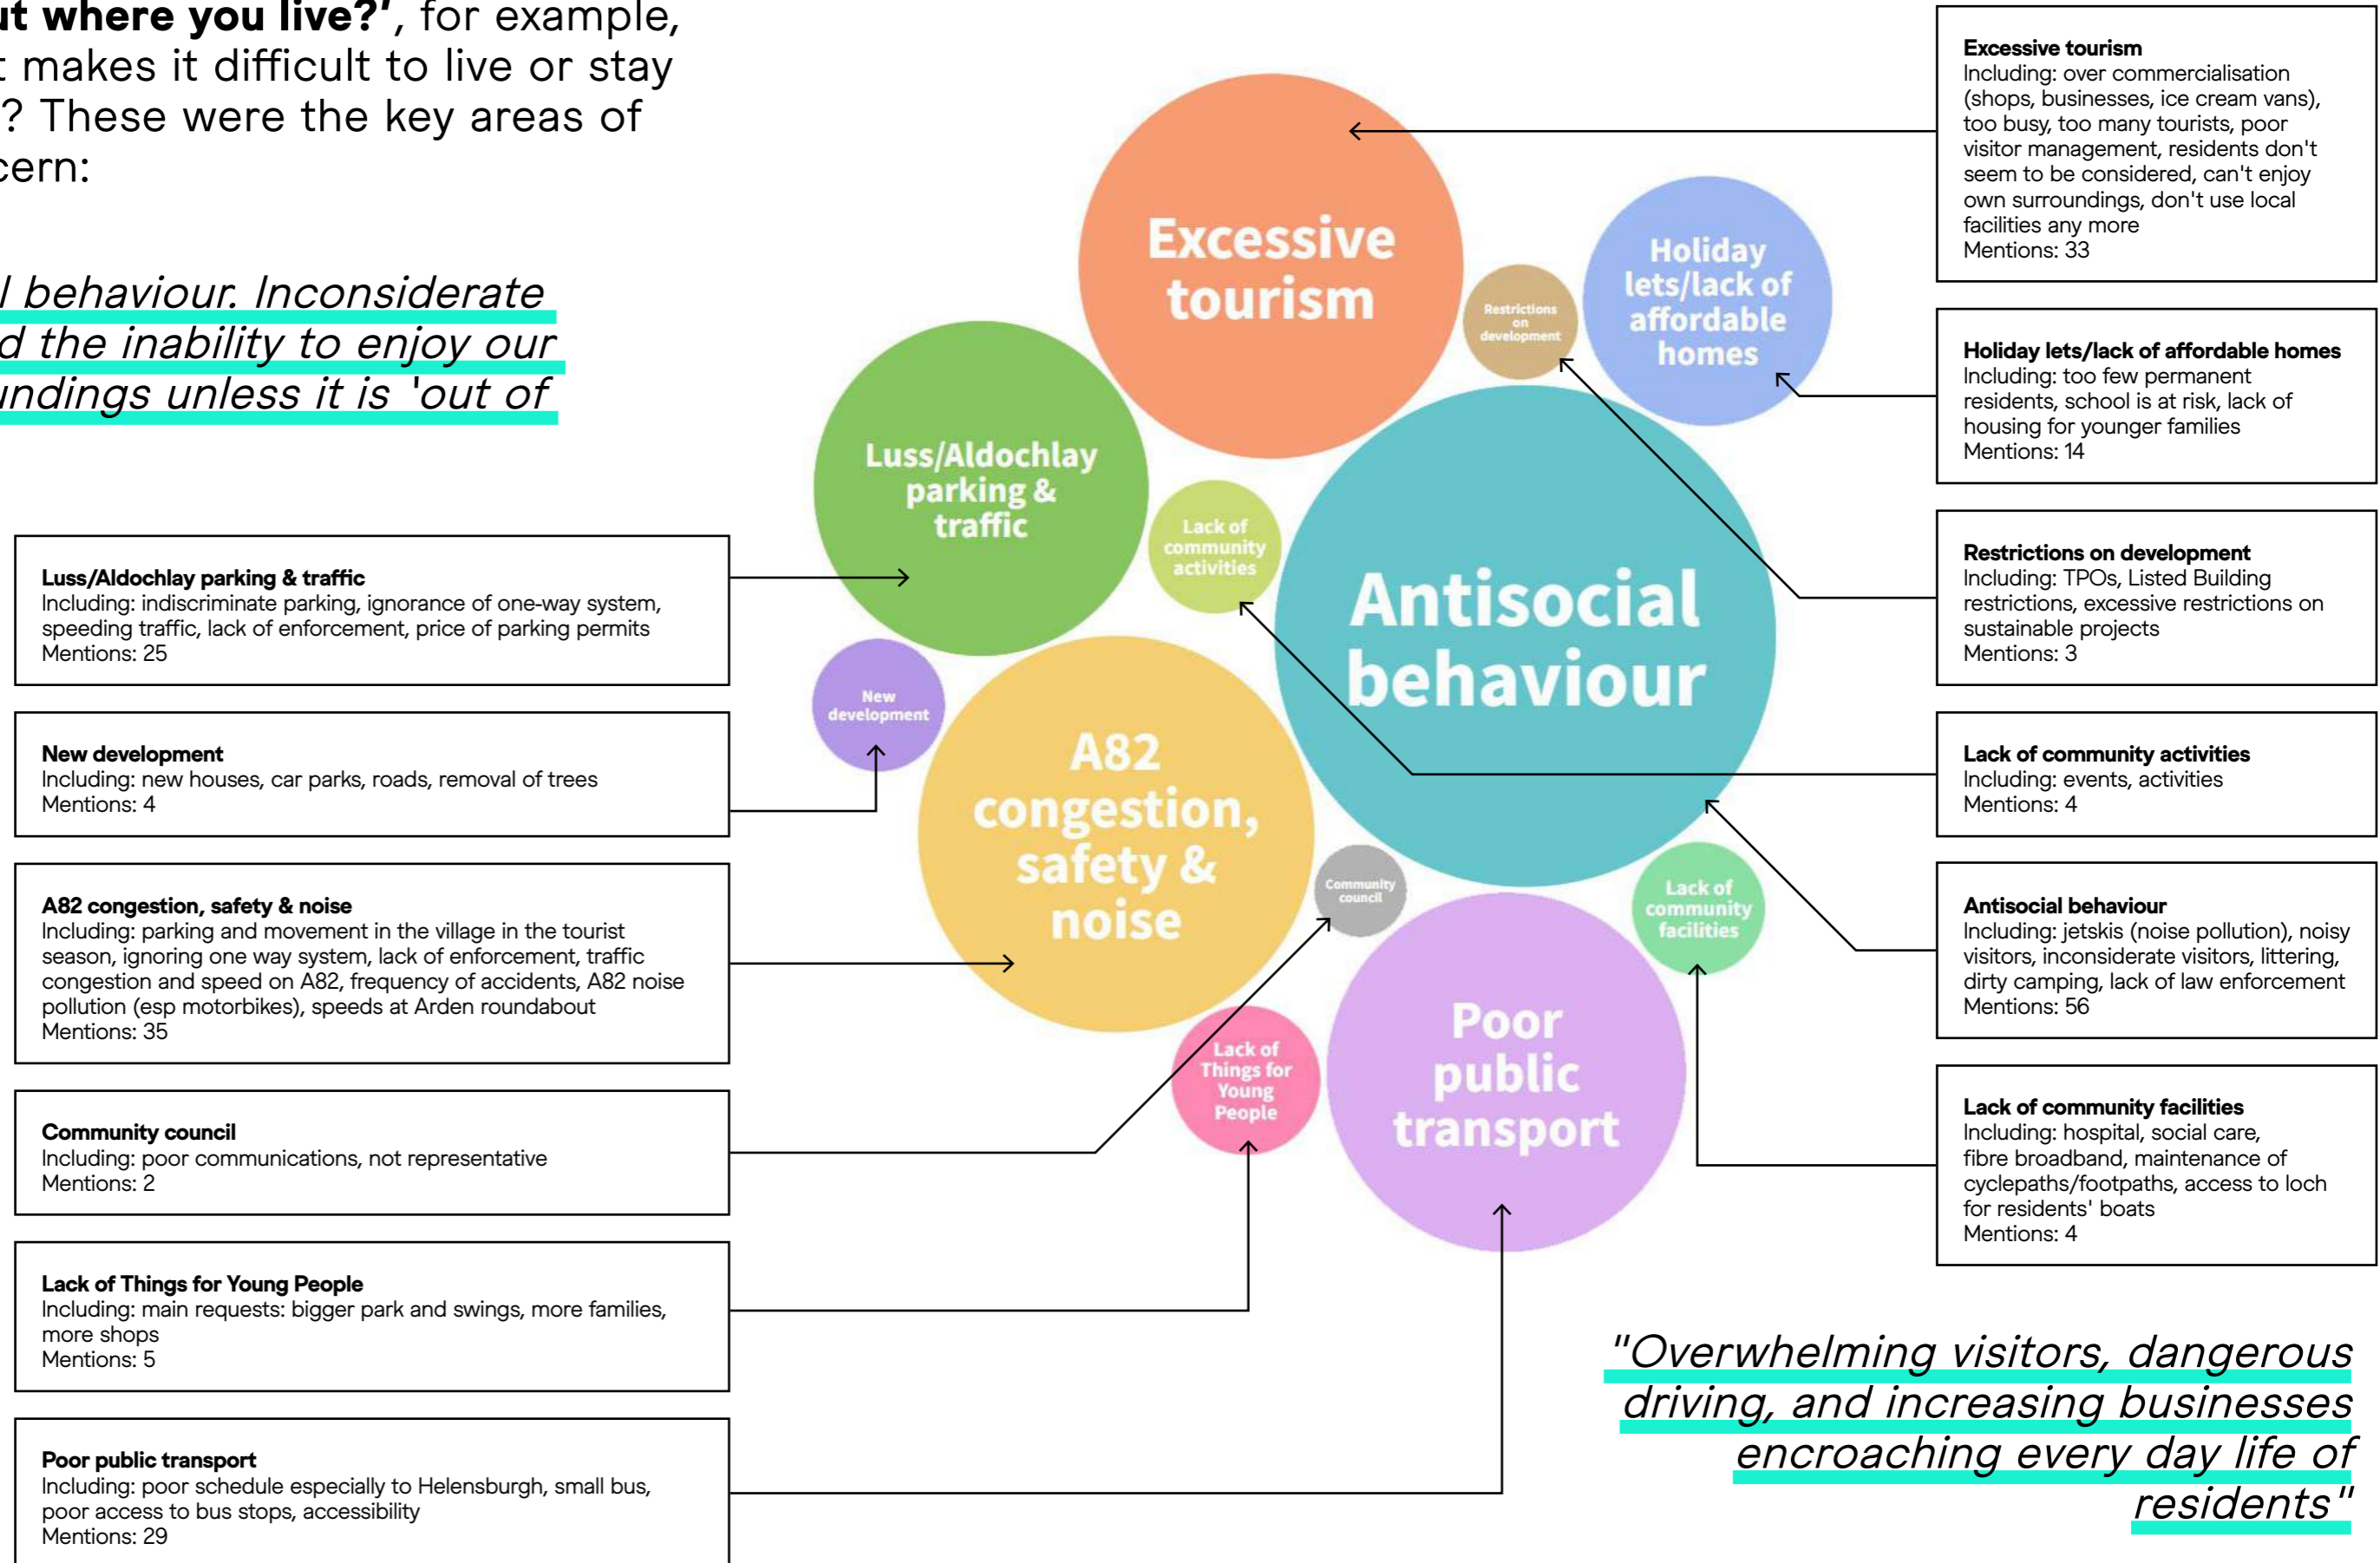 ut where you live?', for example,
t makes it difficult to live or stay
? These were the key areas of
cern:
l behaviour. Inconsiderate
d the inability to enjoy our
undings unless it is 'out of
Luss/Aldochlay parking & traffic
Including: indiscriminate parking, ignorance of one-way system,
speeding traffic, lack of enforcement, price of parking permits
Mentions: 25
New development
Including: new houses, car parks, roads, removal of trees
Mentions: 4
A82 congestion, safety & noise
Including: parking and movement in the village in the tourist
season, ignoring one way system, lack of enforcement, traffic
congestion and speed on A82, frequency of accidents, A82 noise
pollution (esp motorbikes), speeds at Arden roundabout
Mentions: 35
Community council
Including: poor communications, not representative
Mentions: 2
Lack of Things for Young People
Including: main requests: bigger park and swings, more families,
more shops
Mentions: 5
Poor public transport
Including: poor schedule especially to Helensburgh, small bus,
poor access to bus stops, accessibility
Mentions: 29
Excessive
tourism
Restrictions
on
development
Holiday
lets/lack of
affordable
homes
Luss/Aldochlay
parking &
traffic
Lack of
community
activities
Antisocial
behaviour
New
development
A82
congestion,
safety &
noise
Community
council
Lack of
community
facilities
Lack of
Things for
Young
People
Poor
public
transport
Excessive tourism
Including: over commercialisation
(shops, businesses, ice cream vans),
too busy, too many tourists, poor
visitor management, residents don't
seem to be considered, can't enjoy
own surroundings, don't use local
facilities any more
Mentions: 33
Holiday lets/lack of affordable homes
Including: too few permanent
residents, school is at risk, lack of
housing for younger families
Mentions: 14
Restrictions on development
Including: TPOs, Listed Building
restrictions, excessive restrictions on
sustainable projects
Mentions: 3
Lack of community activities
Including: events, activities
Mentions: 4
Antisocial behaviour
Including: jetskis (noise pollution), noisy
visitors, inconsiderate visitors, littering,
dirty camping, lack of law enforcement
Mentions: 56
Lack of community facilities
Including: hospital, social care,
fibre broadband, maintenance of
cyclepaths/footpaths, access to loch
for residents' boats
Mentions: 4
"Overwhelming visitors, dangerous
driving, and increasing businesses
encroaching every day life of
residents"